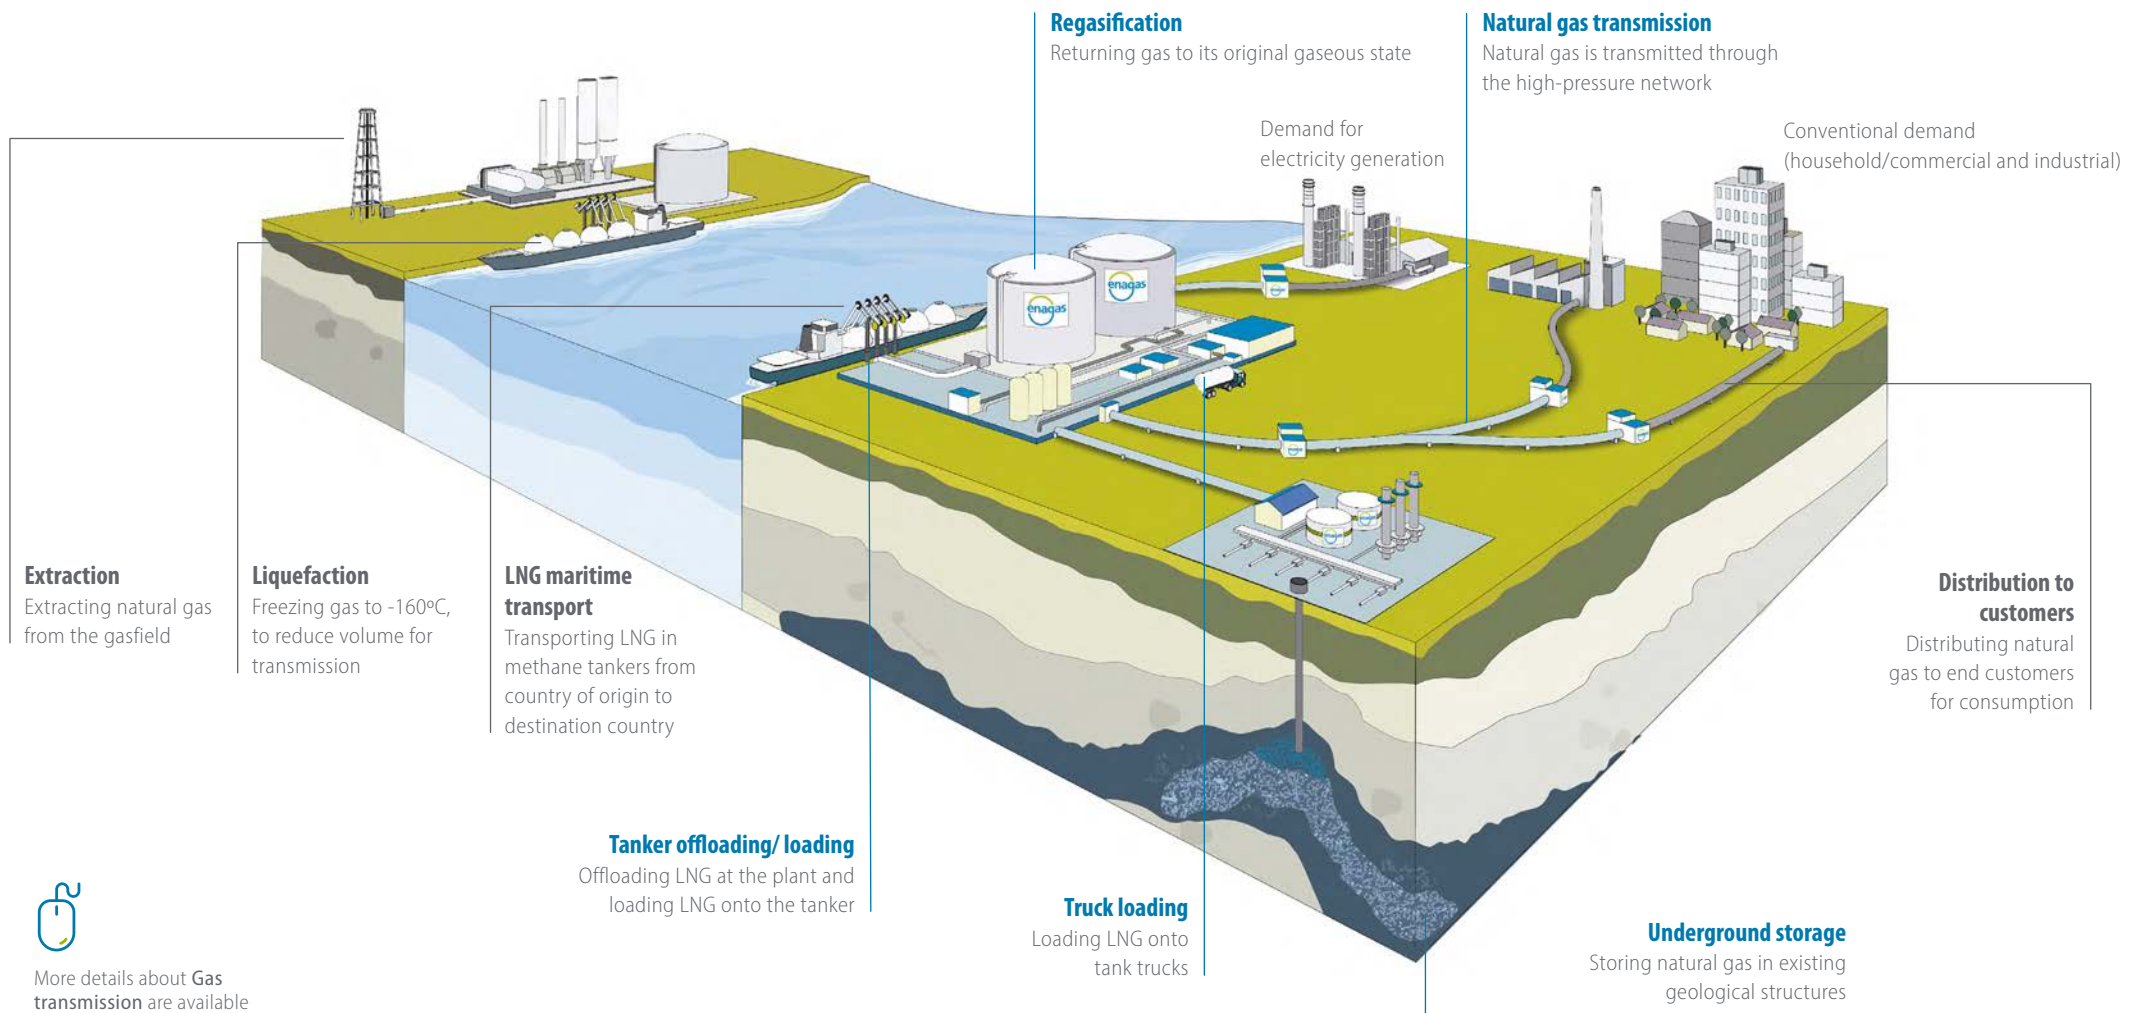 Regasification
Returning gas to its original gaseous state
Natural gas transmission
Natural gas is transmitted through
the high-pressure network
Demand for
electricity generation
Conventional demand
(household/commercial and industrial)
enagas
enagas
Extraction
Extracting natural gas
from the gasfield
Liquefaction
Freezing gas to -160ºC,
to reduce volume for
transmission
LNG maritime
transport
Transporting LNG in
methane tankers from
country of origin to
destination country
Distribution to
customers
Distributing natural
gas to end customers
for consumption
Tanker offloading/ loading
Offloading LNG at the plant and
loading LNG onto the tanker
Truck loading
Loading LNG onto
tank trucks
Underground storage
Storing natural gas in existing
geological structures
More details about Gas
transmission are available